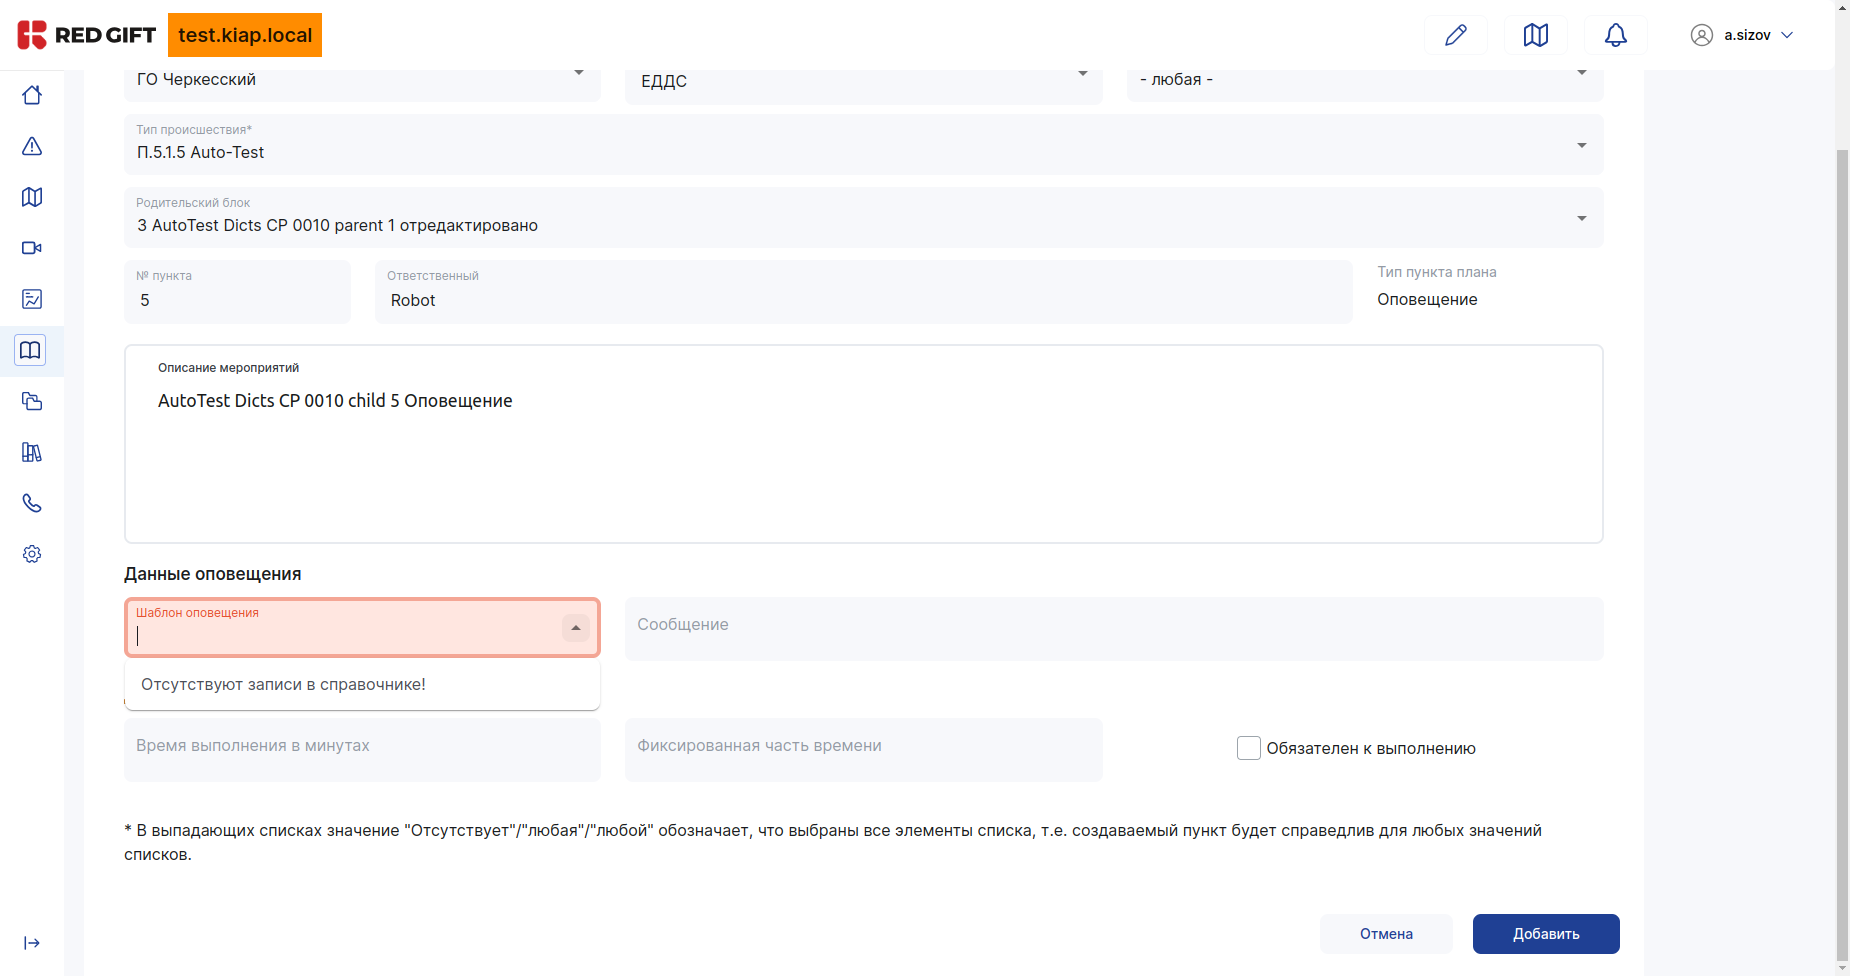 RED GIFT
test.kiap.local
a.sizov
ГО Черкесский
ЕДДС
- любая -
Тип происшествия*
П.5.1.5 Auto-Test
Родительский блок
3 AutoTest Dicts CP 0010 parent 1 отредактировано
№ пункта
5
Ответственный
Robot
Тип пункта плана
Оповещение
Описание мероприятий
AutoTest Dicts CP 0010 child 5 Оповещение
Данные оповещения
Шаблон оповещения
Сообщение
Отсутствуют записи в справочнике!
Время выполнения в минутах
Фиксированная часть времени
Обязателен к выполнению
* В выпадающих списках значение "Отсутствует"/"любая"/"любой" обозначает, что выбраны все элементы списка, т.е. создаваемый пункт будет справедлив для любых значений
списков.
Отмена
Добавить